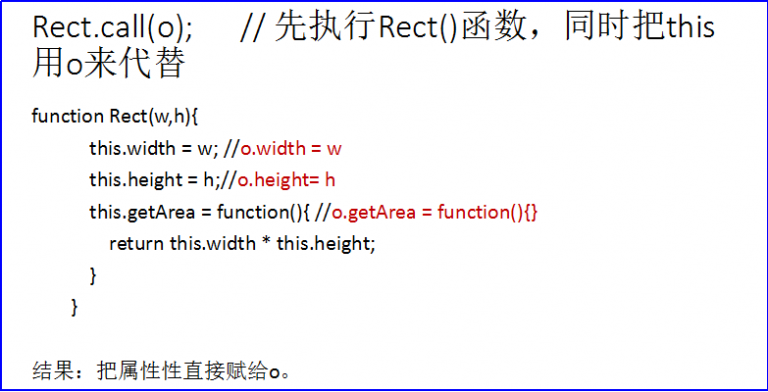 Rect.call(o); // 先执行Rect()函数，同时把this
用o来代替
function Rect(w,h){
this.width = w; //o.width = w
this.height = h;//o.height= h
this.getArea = function(){ //o.getArea = function(){}
return this.width * this.height;
}
}
结果：把属性性直接赋给o。